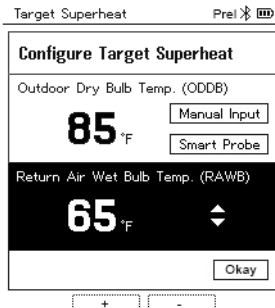 Target Superheat Prel
Configure Target Superheat
Outdoor Dry Bulb Temp. (ODDB)
85 °F
Manual Input
Smart Probe
Return Air Wet Bulb Temp. (RAWB)
65 °F
Okay
+ -